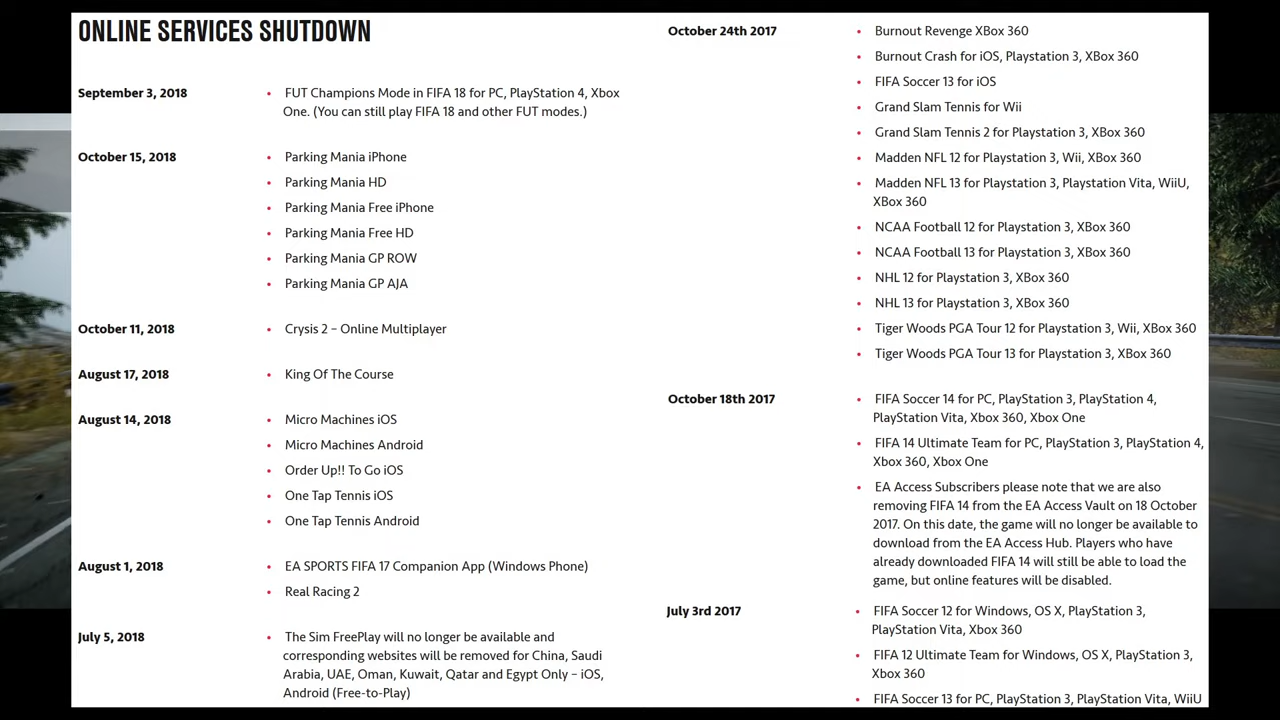 ONLINE SERVICES SHUTDOWN
September 3, 2018
• FUT Champions Mode in FIFA 18 for PC, PlayStation 4, Xbox
One. (You can still play FIFA 18 and other FUT modes.)
October 15, 2018
• Parking Mania iPhone
• Parking Mania HD
• Parking Mania Free iPhone
• Parking Mania Free HD
• Parking Mania GP ROW
• Parking Mania GP AJA
October 11, 2018
• Crysis 2 – Online Multiplayer
August 17, 2018
• King Of The Course
August 14, 2018
• Micro Machines iOS
• Micro Machines Android
• Order Up!! To Go iOS
• One Tap Tennis iOS
• One Tap Tennis Android
August 1, 2018
• EA SPORTS FIFA 17 Companion App (Windows Phone)
• Real Racing 2
July 5, 2018
• The Sim FreePlay will no longer be available and
corresponding websites will be removed for China, Saudi
Arabia, UAE, Oman, Kuwait, Qatar and Egypt Only – iOS,
Android (Free-to-Play)
October 24th 2017
• Burnout Revenge XBox 360
• Burnout Crash for iOS, Playstation 3, XBox 360
• FIFA Soccer 13 for iOS
• Grand Slam Tennis for Wii
• Grand Slam Tennis 2 for Playstation 3, XBox 360
• Madden NFL 12 for Playstation 3, Wii, XBox 360
• Madden NFL 13 for Playstation 3, Playstation Vita, WiiU,
XBox 360
• NCAA Football 12 for Playstation 3, XBox 360
• NCAA Football 13 for Playstation 3, XBox 360
• NHL 12 for Playstation 3, XBox 360
• NHL 13 for Playstation 3, XBox 360
• Tiger Woods PGA Tour 12 for Playstation 3, Wii, XBox 360
• Tiger Woods PGA Tour 13 for Playstation 3, XBox 360
October 18th 2017
• FIFA Soccer 14 for PC, PlayStation 3, PlayStation 4,
PlayStation Vita, Xbox 360, Xbox One
• FIFA 14 Ultimate Team for PC, PlayStation 3, PlayStation 4,
Xbox 360, Xbox One
• EA Access Subscribers please note that we are also
removing FIFA 14 from the EA Access Vault on 18 October
2017. On this date, the game will no longer be available to
download from the EA Access Hub. Players who have
already downloaded FIFA 14 will still be able to load the
game, but online features will be disabled.
July 3rd 2017
• FIFA Soccer 12 for Windows, OS X, PlayStation 3,
PlayStation Vita, Xbox 360
• FIFA 12 Ultimate Team for Windows, OS X, PlayStation 3,
Xbox 360
• FIFA Soccer 13 for PC, PlayStation 3, PlayStation Vita, WiiU